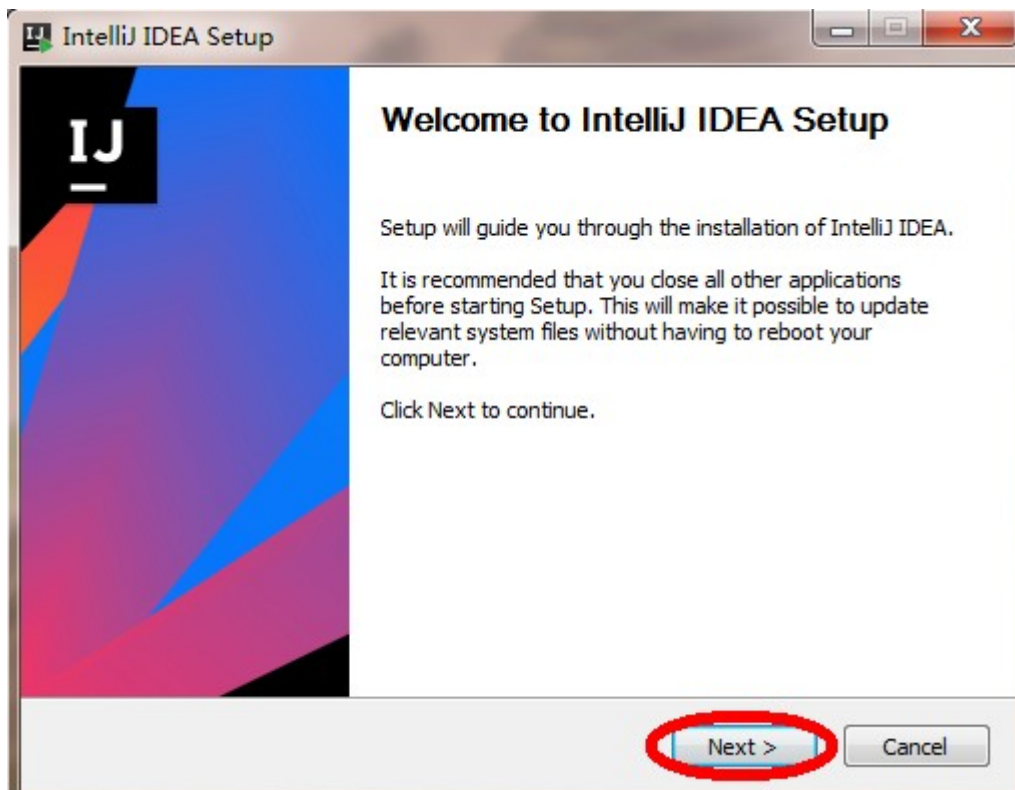 IntelliJ IDEA Setup
IJ
Welcome to IntelliJ IDEA Setup
Setup will guide you through the installation of IntelliJ IDEA.
It is recommended that you close all other applications
before starting Setup. This will make it possible to update
relevant system files without having to reboot your
computer.
Click Next to continue.
Next >
Cancel